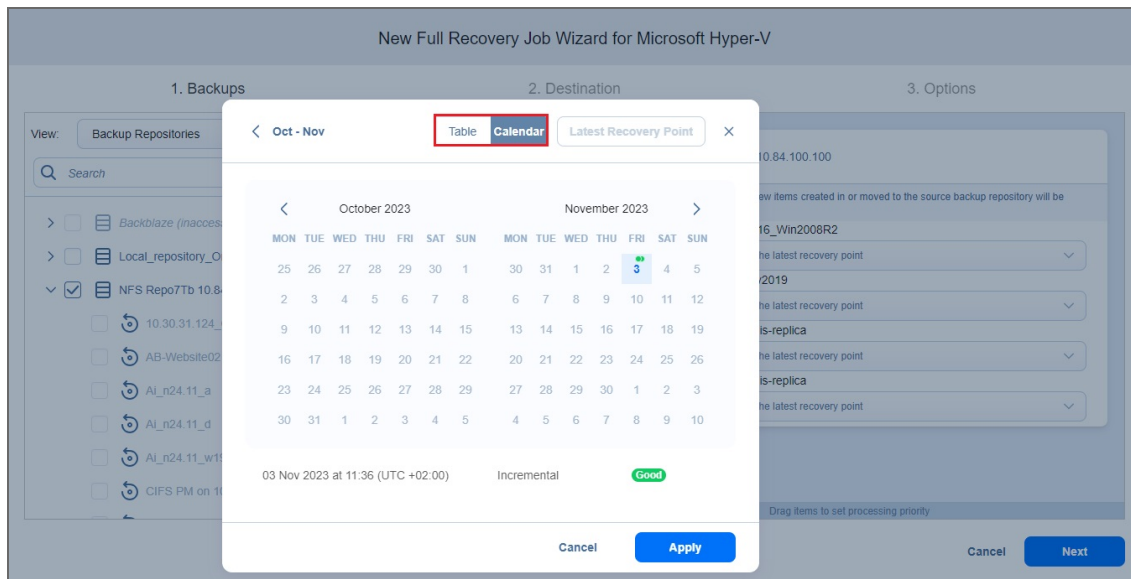 New Full Recovery Job Wizard for Microsoft Hyper-V
1. Backups
2. Destination
3. Options
View:
Backup Repositories
Search
Backblaze (inacces
Local_repository_O
NFS Repo7Tb 10.8
10.30.31.124_
AB-Website02
Ai_n24.11_a
Ai_n24.11_d
Ai_n24.11_w1
CIFS PM on 1
Oct - Nov
Table
Calendar
Latest Recovery Point
October 2023
MON TUE WED THU FRI SAT SUN
25 26 27 28 29 30 1
2 3 4 5 6 7 8
9 10 11 12 13 14 15
16 17 18 19 20 21 22
23 24 25 26 27 28 29
30 31 1 2 3 4 5
November 2023
MON TUE WED THU FRI SAT SUN
30 31 1 2 3 4 5
6 7 8 9 10 11 12
13 14 15 16 17 18 19
20 21 22 23 24 25 26
27 28 29 30 1 2 3
4 5 6 7 8 9 10
03 Nov 2023 at 11:36 (UTC +02:00)
Incremental
Good
Cancel
Apply
10.84.100.100
ew items created in or moved to the source backup repository will be
16_Win2008R2
he latest recovery point
v2019
he latest recovery point
is-replica
he latest recovery point
is-replica
he latest recovery point
Drag items to set processing priority
Cancel
Next